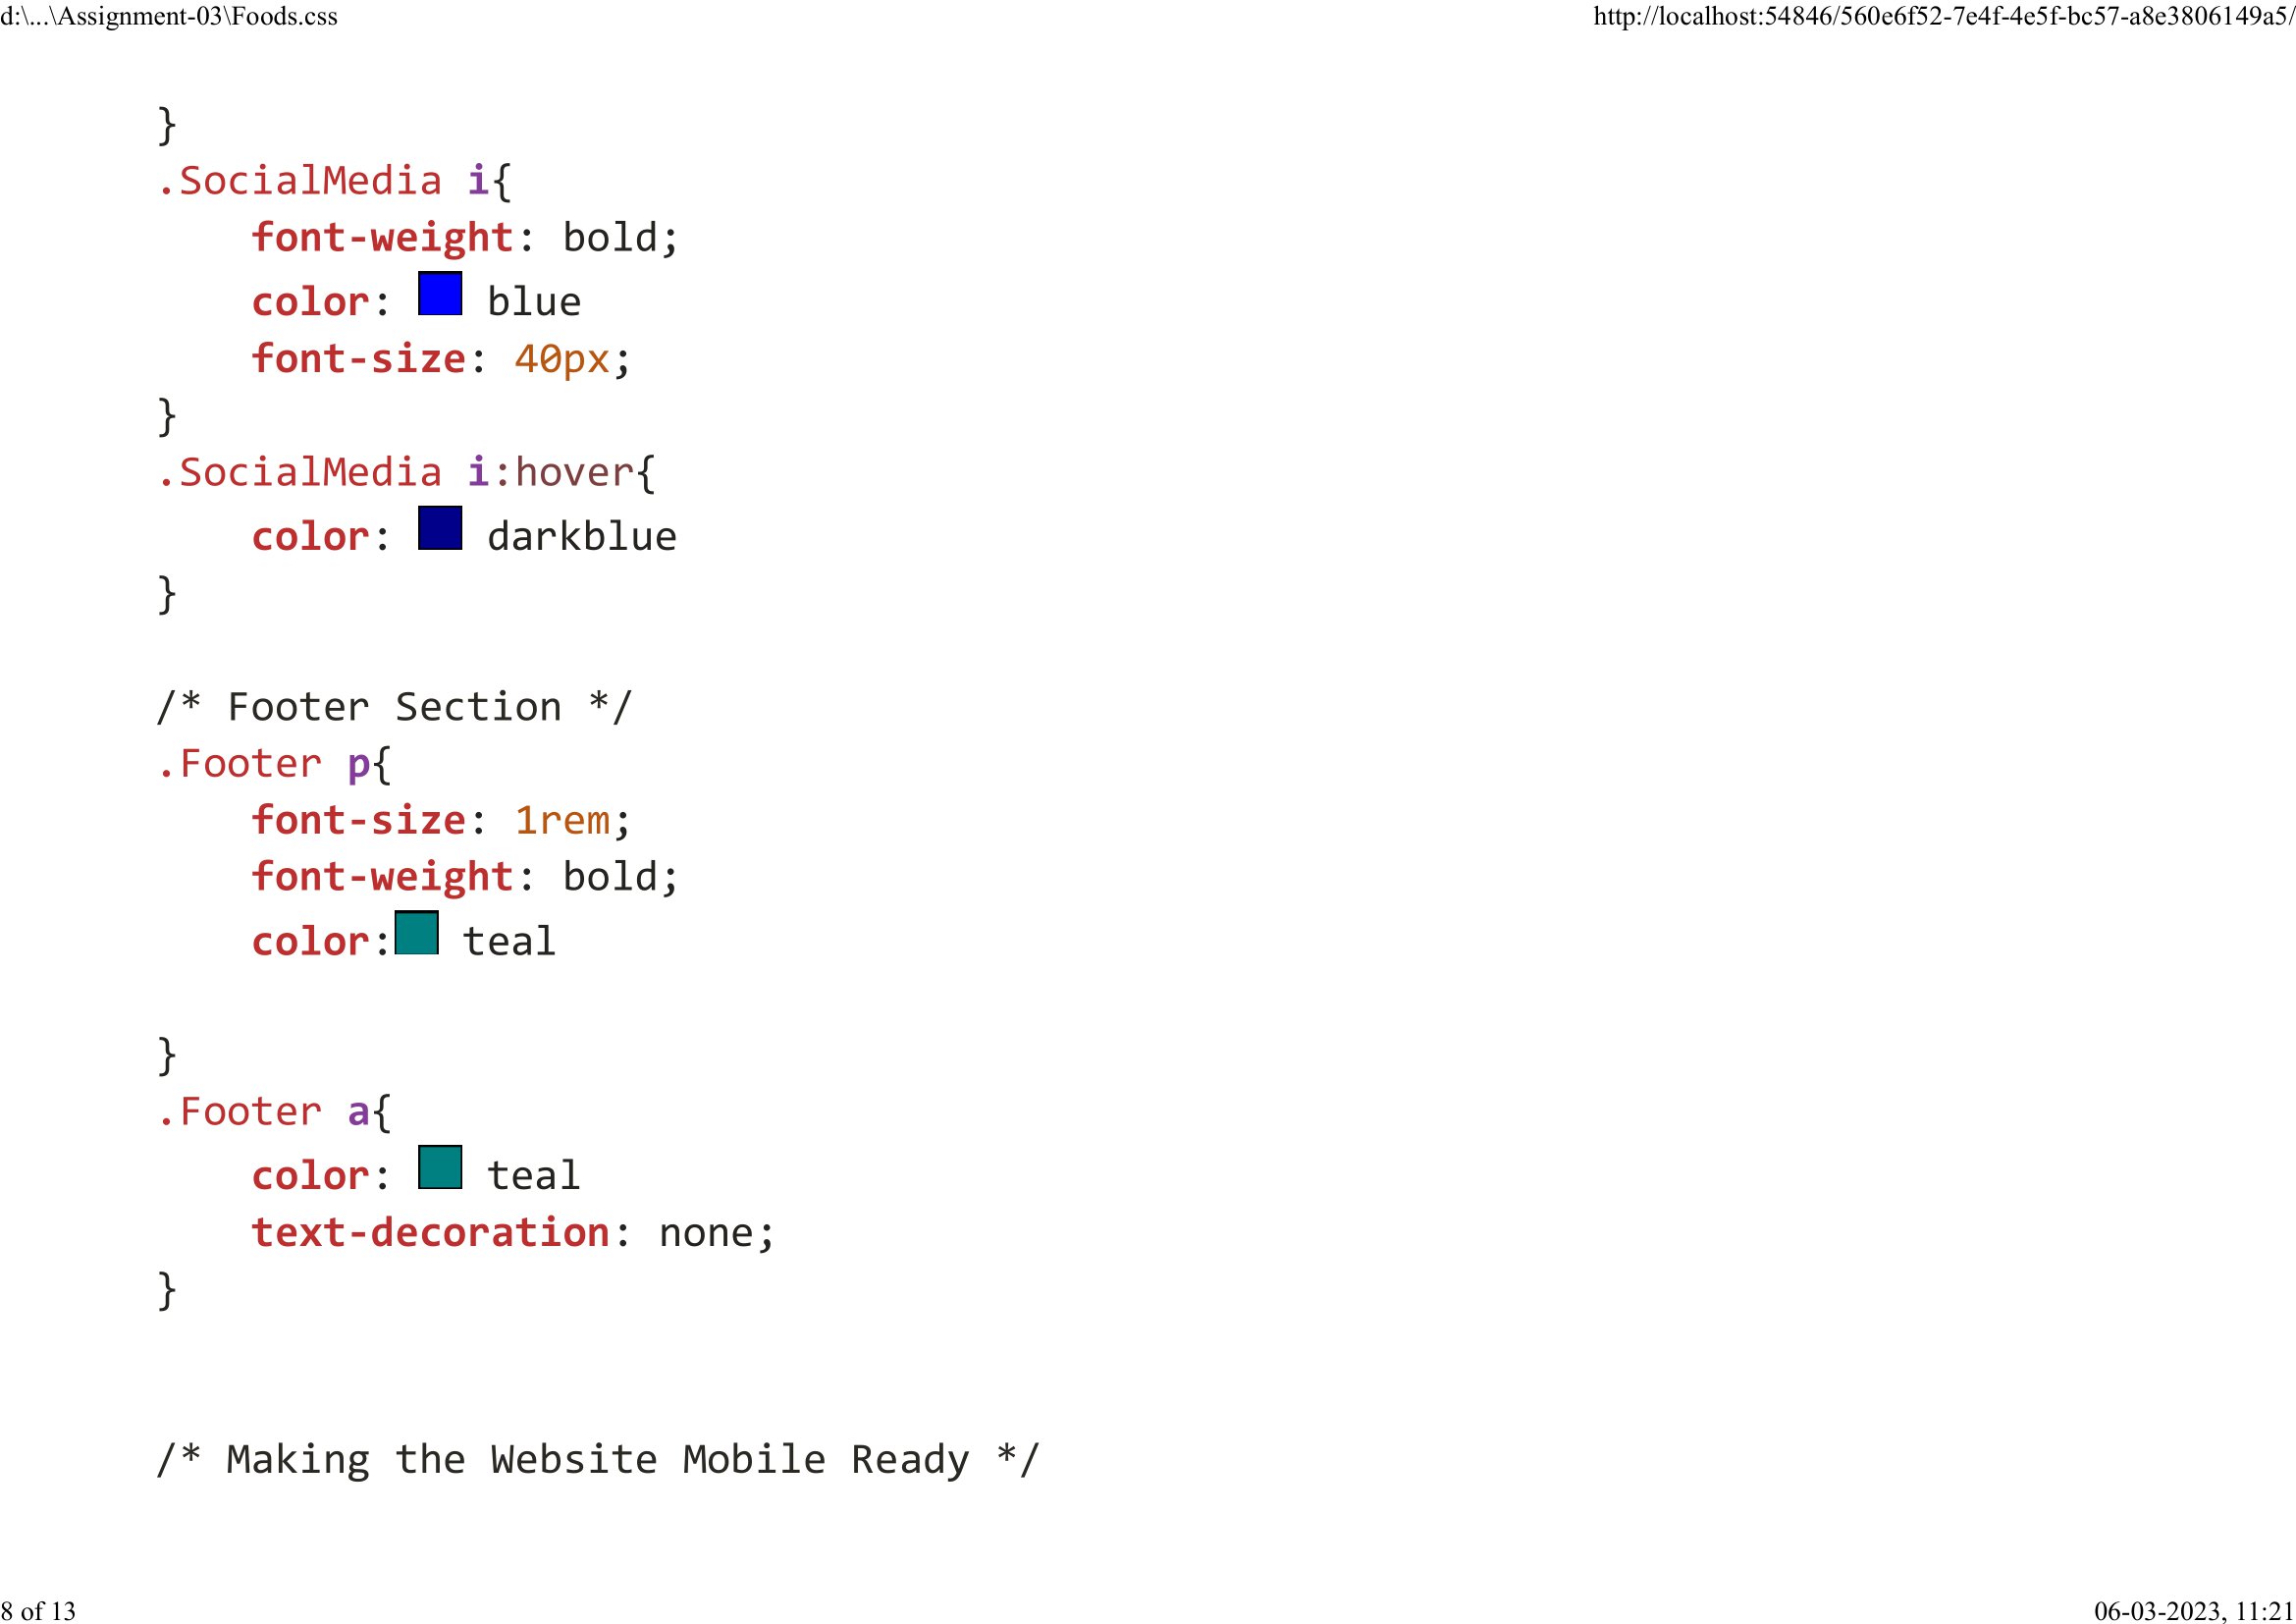 d:\...\Assignment-03\Foods.css http://localhost:54846/560e6f52-7e4f-4e5f-bc57-a8e3806149a5/
}
.SocialMedia i{
font-weight: bold;
color: blue
font-size: 40px;
}
.SocialMedia i:hover{
color: darkblue
}
/* Footer Section */
.Footer p{
font-size: 1rem;
font-weight: bold;
color: teal
}
.Footer a{
color: teal
text-decoration: none;
}
/* Making the Website Mobile Ready */
8 of 13 06-03-2023, 11:21